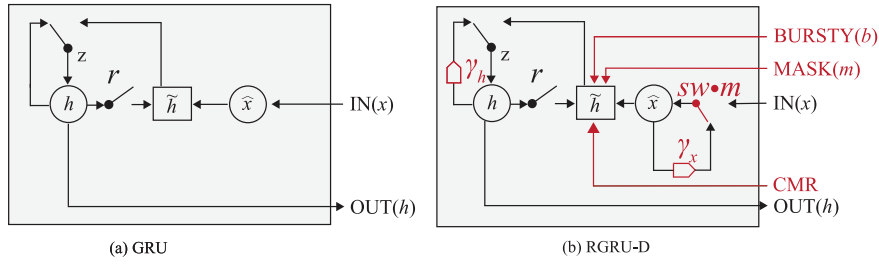 z
r
h
h̃
x̂
IN(x)
OUT(h)
(a) GRU
z
γh
r
h
h̃
x̂
sw•m
γx
BURSTY(b)
MASK(m)
IN(x)
CMR
OUT(h)
(b) RGRU-D